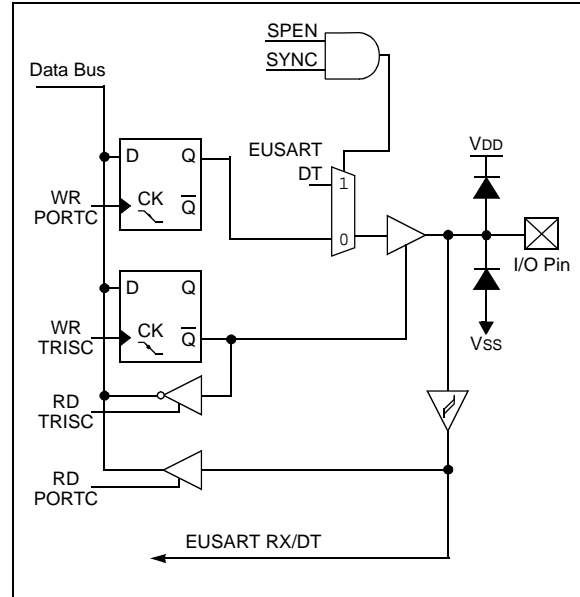 SPEN
SYNC
Data Bus
EUSART
DT
VDD
D
Q
1
WR
PORTC
CK
Q
0
I/O Pin
D
Q
WR
TRISC
CK
Q
VSS
RD
TRISC
RD
PORTC
EUSART RX/DT